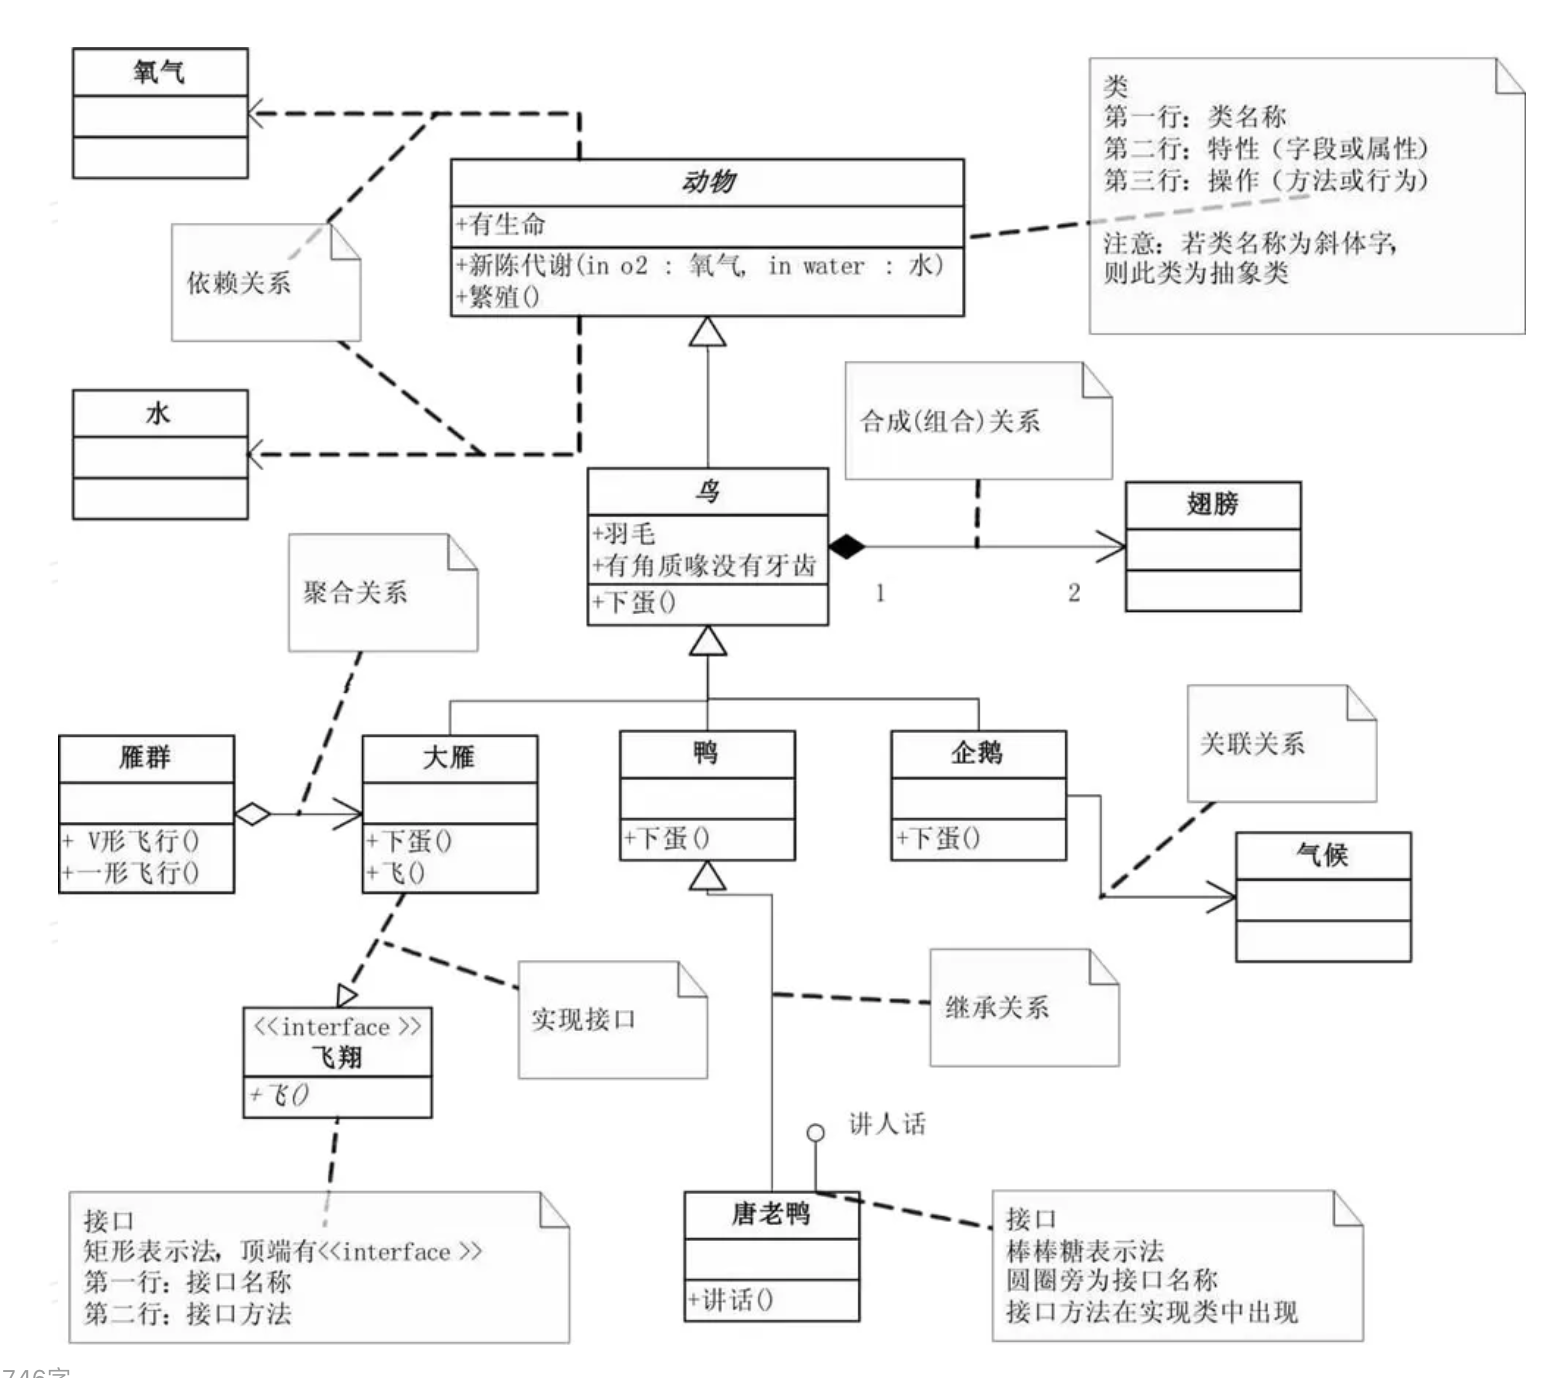 氧气
类
第一行：类名称
第二行：特性（字段或属性）
第三行：操作（方法或行为）
注意：若类名称为斜体字，
则此类为抽象类
动物
+有生命
+新陈代谢(in o2 : 氧气, in water : 水)
+繁殖()
依赖关系
水
合成(组合)关系
鸟
+羽毛
+有角质喙没有牙齿
+下蛋()
1
2
翅膀
聚合关系
雁群
+ V形飞行()
+一形飞行()
大雁
+下蛋()
+飞()
鸭
+下蛋()
企鹅
+下蛋()
关联关系
气候
<<interface >>
飞翔
+飞()
实现接口
继承关系
讲人话
接口
矩形表示法，顶端有<<interface >>
第一行：接口名称
第二行：接口方法
唐老鸭
+讲话()
接口
棒棒糖表示法
圆圈旁为接口名称
接口方法在实现类中出现